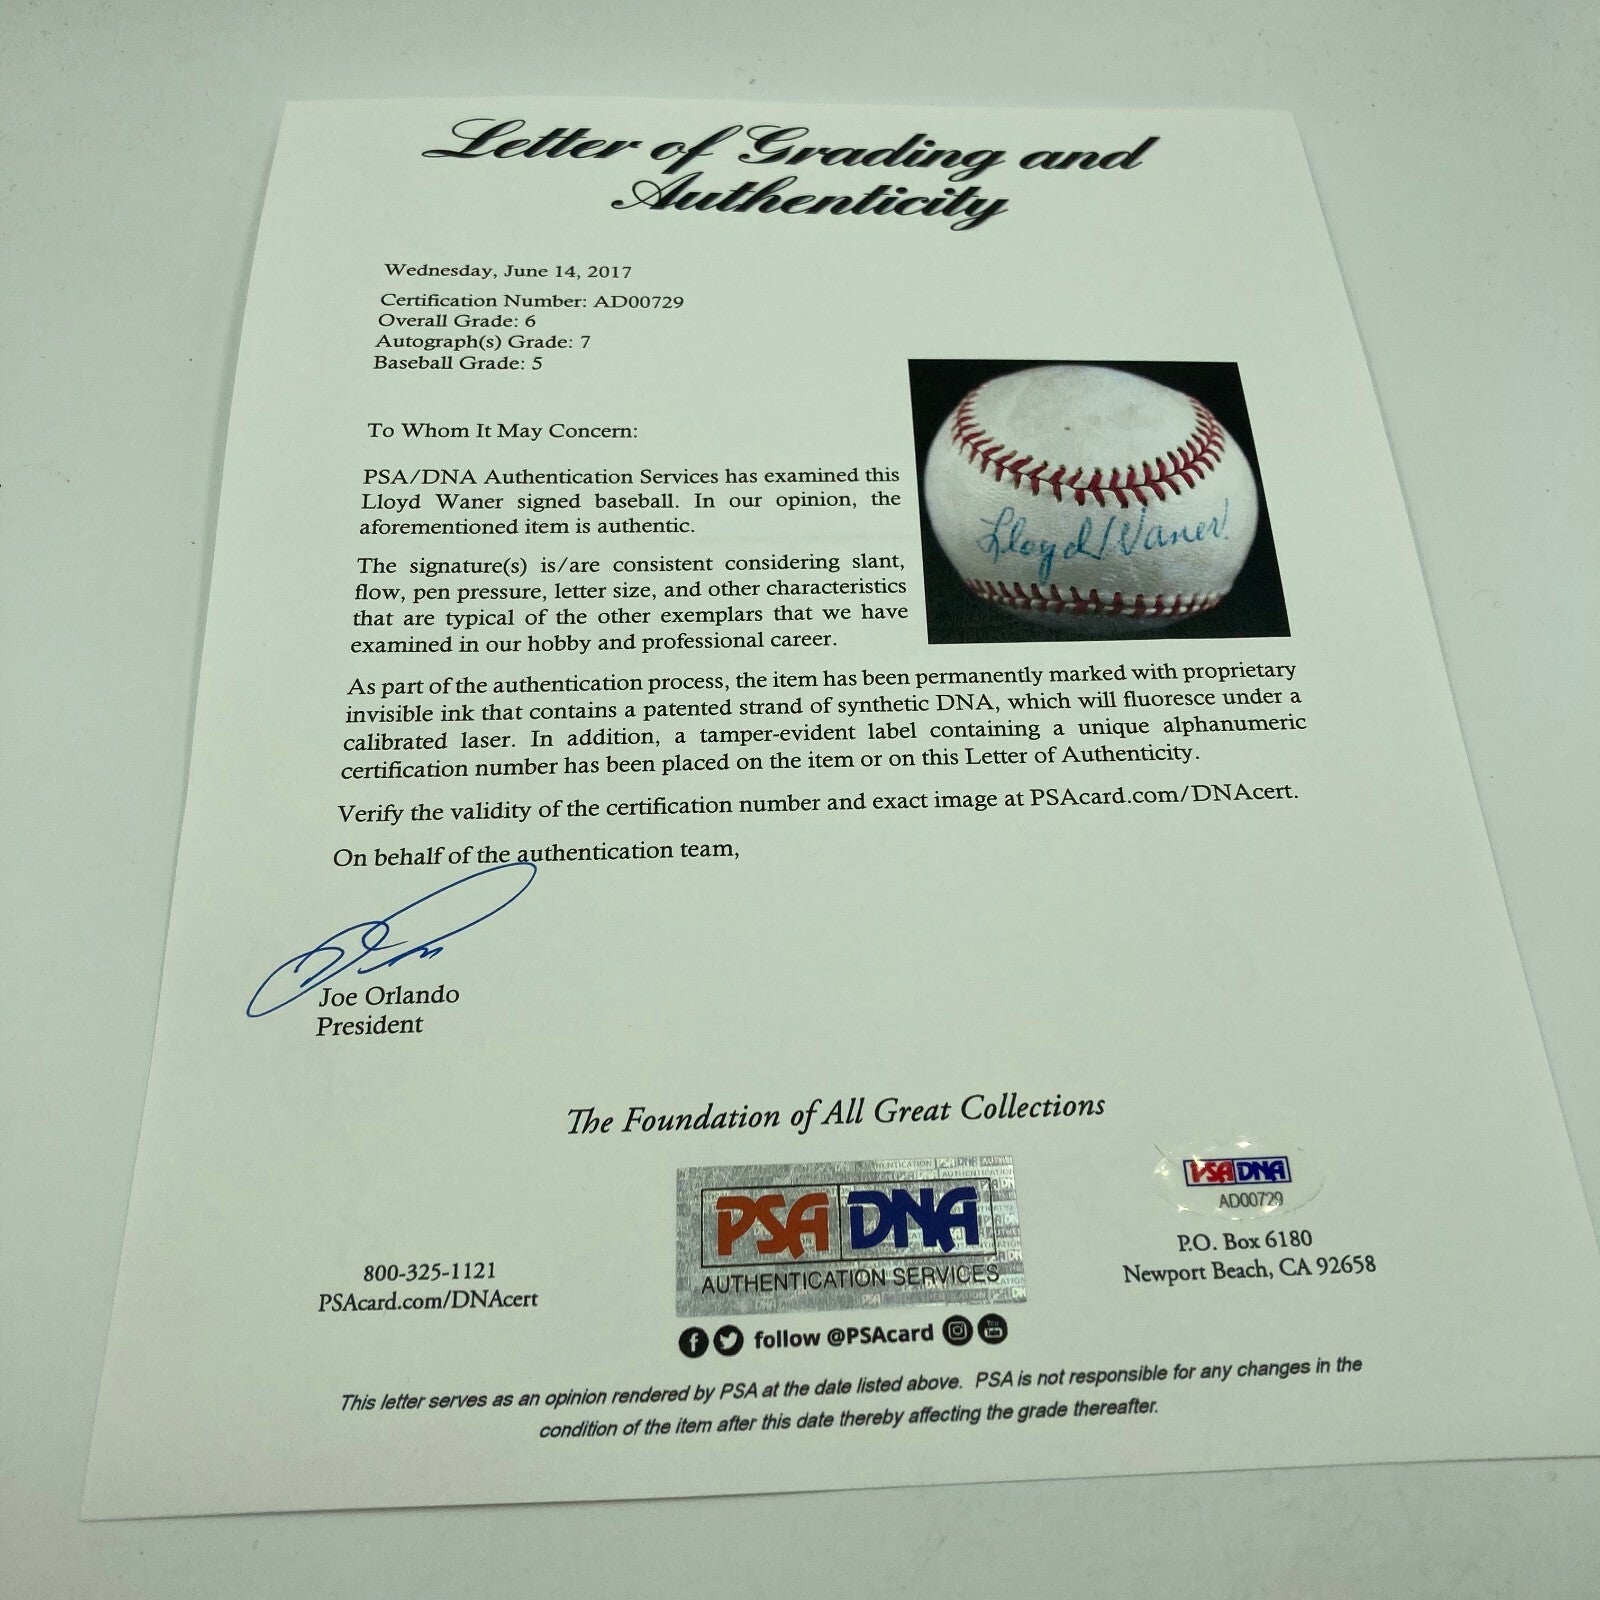 Letter of Grading and
Authenticity
Wednesday, June 14, 2017
Certification Number: AD00729
Overall Grade: 6
Autograph(s) Grade: 7
Baseball Grade: 5
To Whom It May Concern:
PSA/DNA Authentication Services has examined this
Lloyd Waner signed baseball. In our opinion, the
aforementioned item is authentic.
Lloyd Waner
The signature(s) is/are consistent considering slant,
flow, pen pressure, letter size, and other characteristics
that are typical of the other exemplars that we have
examined in our hobby and professional career.
As part of the authentication process, the item has been permanently marked with proprietary
invisible ink that contains a patented strand of synthetic DNA, which will fluoresce under a
calibrated laser. In addition, a tamper-evident label containing a unique alphanumeric
certification number has been placed on the item or on this Letter of Authenticity.
Verify the validity of the certification number and exact image at PSAcard.com/DNAcert.
On behalf of the authentication team,
Joe Orlando
President
The Foundation of All Great Collections
PSA DNA
AUTHENTICATION SERVICES
PSA DNA
AD00729
P.O. Box 6180
Newport Beach, CA 92658
800-325-1121
PSAcard.com/DNAcert
follow @PSAcard
This letter serves as an opinion rendered by PSA at the date listed above. PSA is not responsible for any changes in the
condition of the item after this date thereby affecting the grade thereafter.